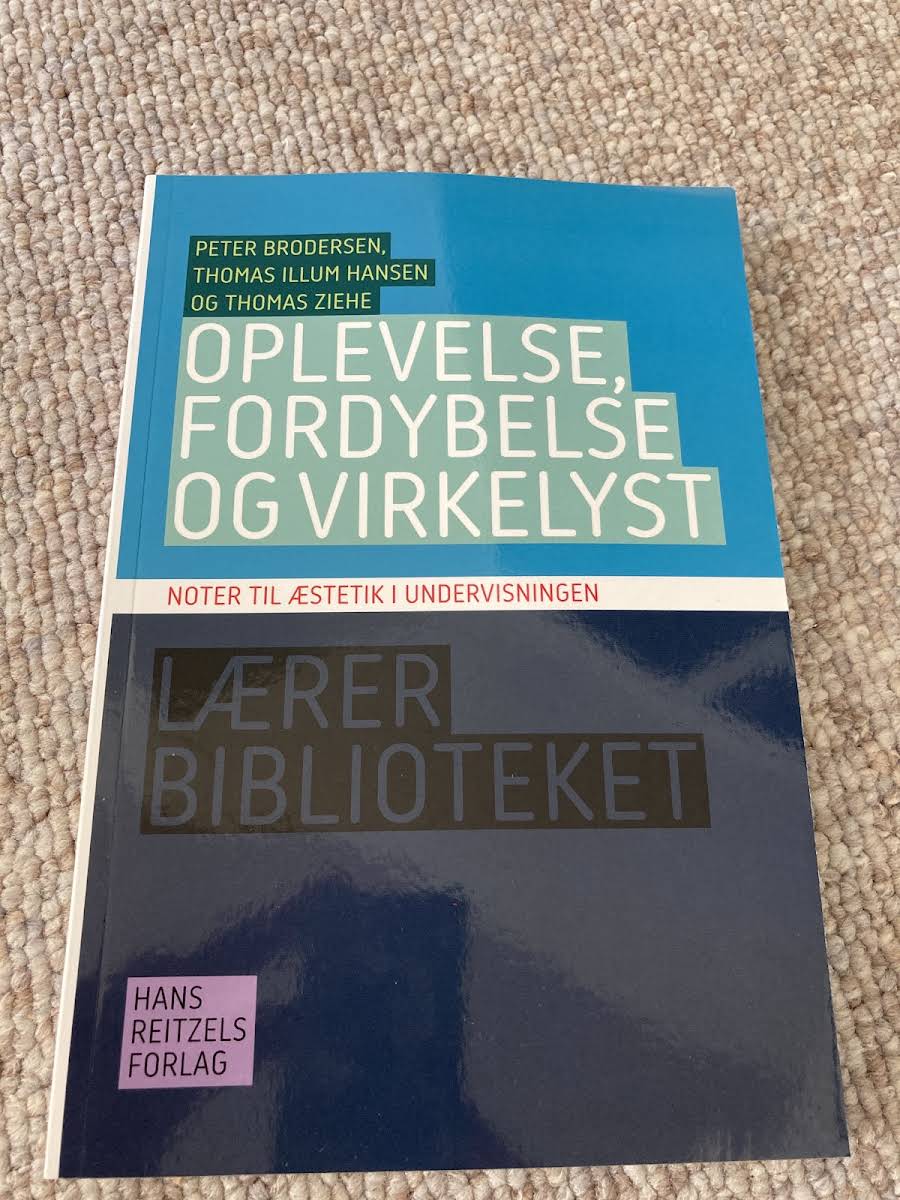 PETER BRODERSEN,
THOMAS ILLUM HANSEN
OG THOMAS ZIEHE
OPLEVELSE,
FORDYBELSE
OG VIRKELYST
NOTER TIL ÆSTETIK I UNDERVISNINGEN
LÆRER
BIBLIOTEKET
HANS
REITZELS
FORLAG